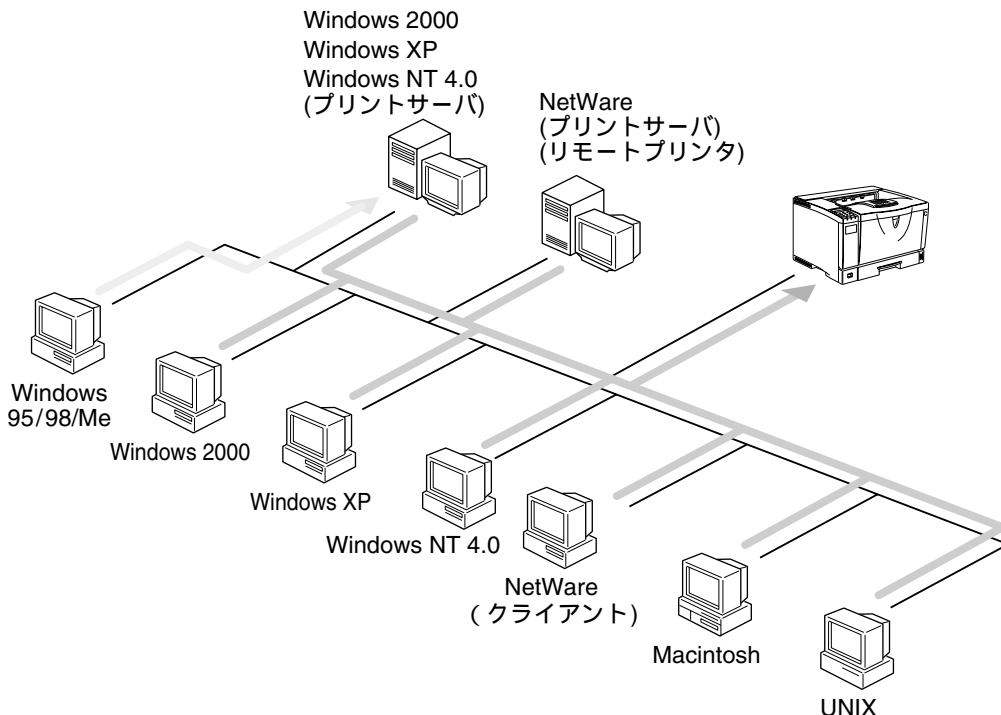 Windows 2000
Windows XP
Windows NT 4.0
(プリントサーバ)
NetWare
(プリントサーバ)
(リモートプリンタ)
Windows
95/98/Me
Windows 2000
Windows XP
Windows NT 4.0
NetWare
(クライアント)
Macintosh
UNIX